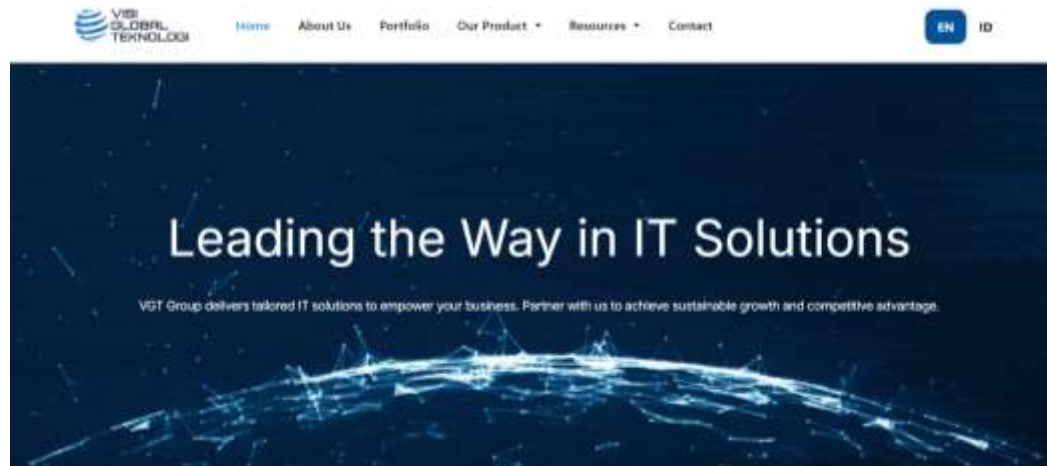 VISI
GLOBAL
TEKNOLOGI
Home About Us Portfolio Our Product Resources Contact EN ID
Leading the Way in IT Solutions
VGT Group delivers tailored IT solutions to empower your business. Partner with us to achieve sustainable growth and competitive advantage.